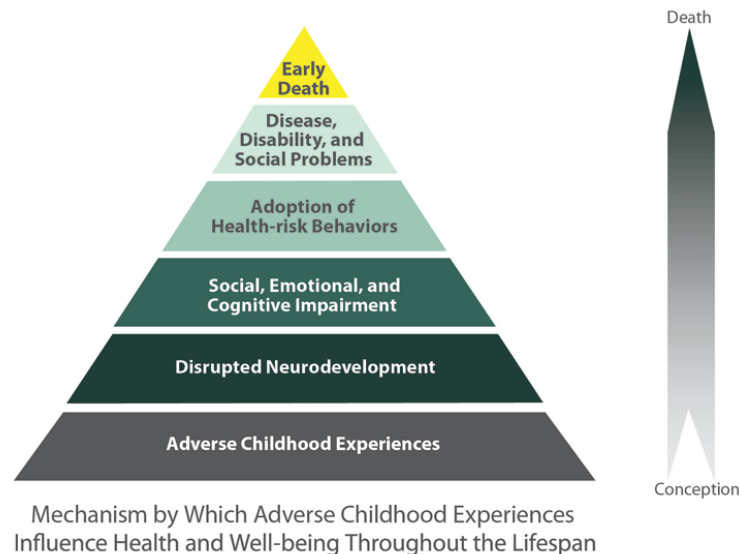 Death
Early
Death
Disease,
Disability, and
Social Problems
Adoption of
Health-risk Behaviors
Social, Emotional, and
Cognitive Impairment
Disrupted Neurodevelopment
Adverse Childhood Experiences
Conception
Mechanism by Which Adverse Childhood Experiences
Influence Health and Well-being Throughout the Lifespan